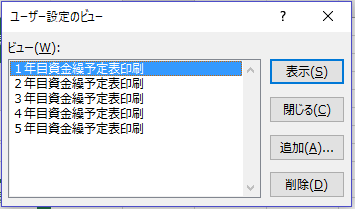 ユーザー設定のビュー
?
ビュー(W):
１年目資金繰予定表印刷
２年目資金繰予定表印刷
３年目資金繰予定表印刷
４年目資金繰予定表印刷
５年目資金繰予定表印刷
表示(S)
閉じる(C)
追加(A)...
削除(D)